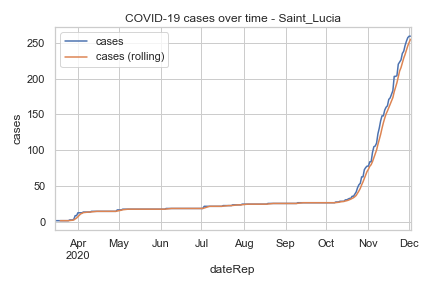 COVID-19 cases over time - Saint_Lucia
cases
cases (rolling)
cases
250
200
150
100
50
0
Apr May Jun Jul Aug Sep Oct Nov Dec
2020
dateRep